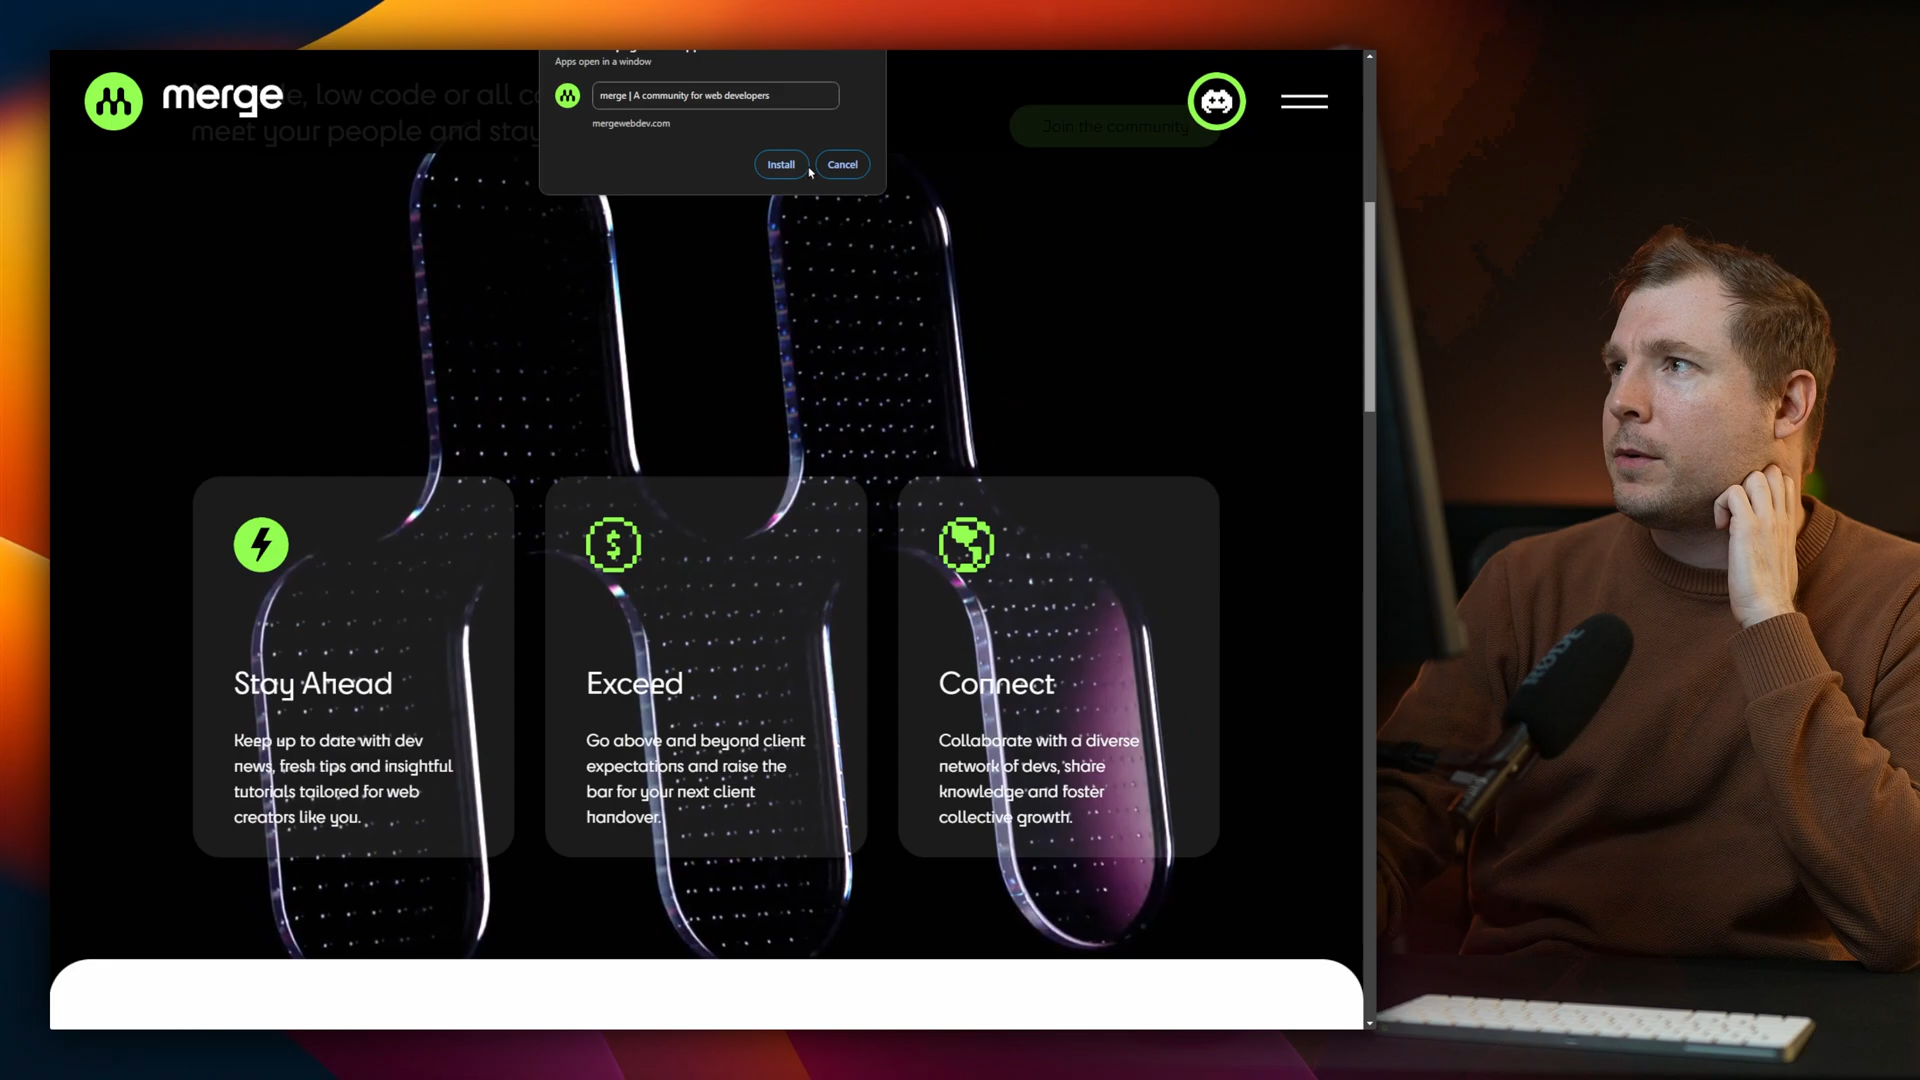 Apps open in a window
merge | A community for web developers
mergewebdev.com
Install
Cancel
merge
, low code or all co
meet your people and stay
Join the community
Stay Ahead
Keep up to date with dev
news, fresh tips and insightful
tutorials tailored for web
creators like you.
Exceed
Go above and beyond client
expectations and raise the
bar for your next client
handover.
Connect
Collaborate with a diverse
network of devs, share
knowledge and foster
collective growth.
RØDE